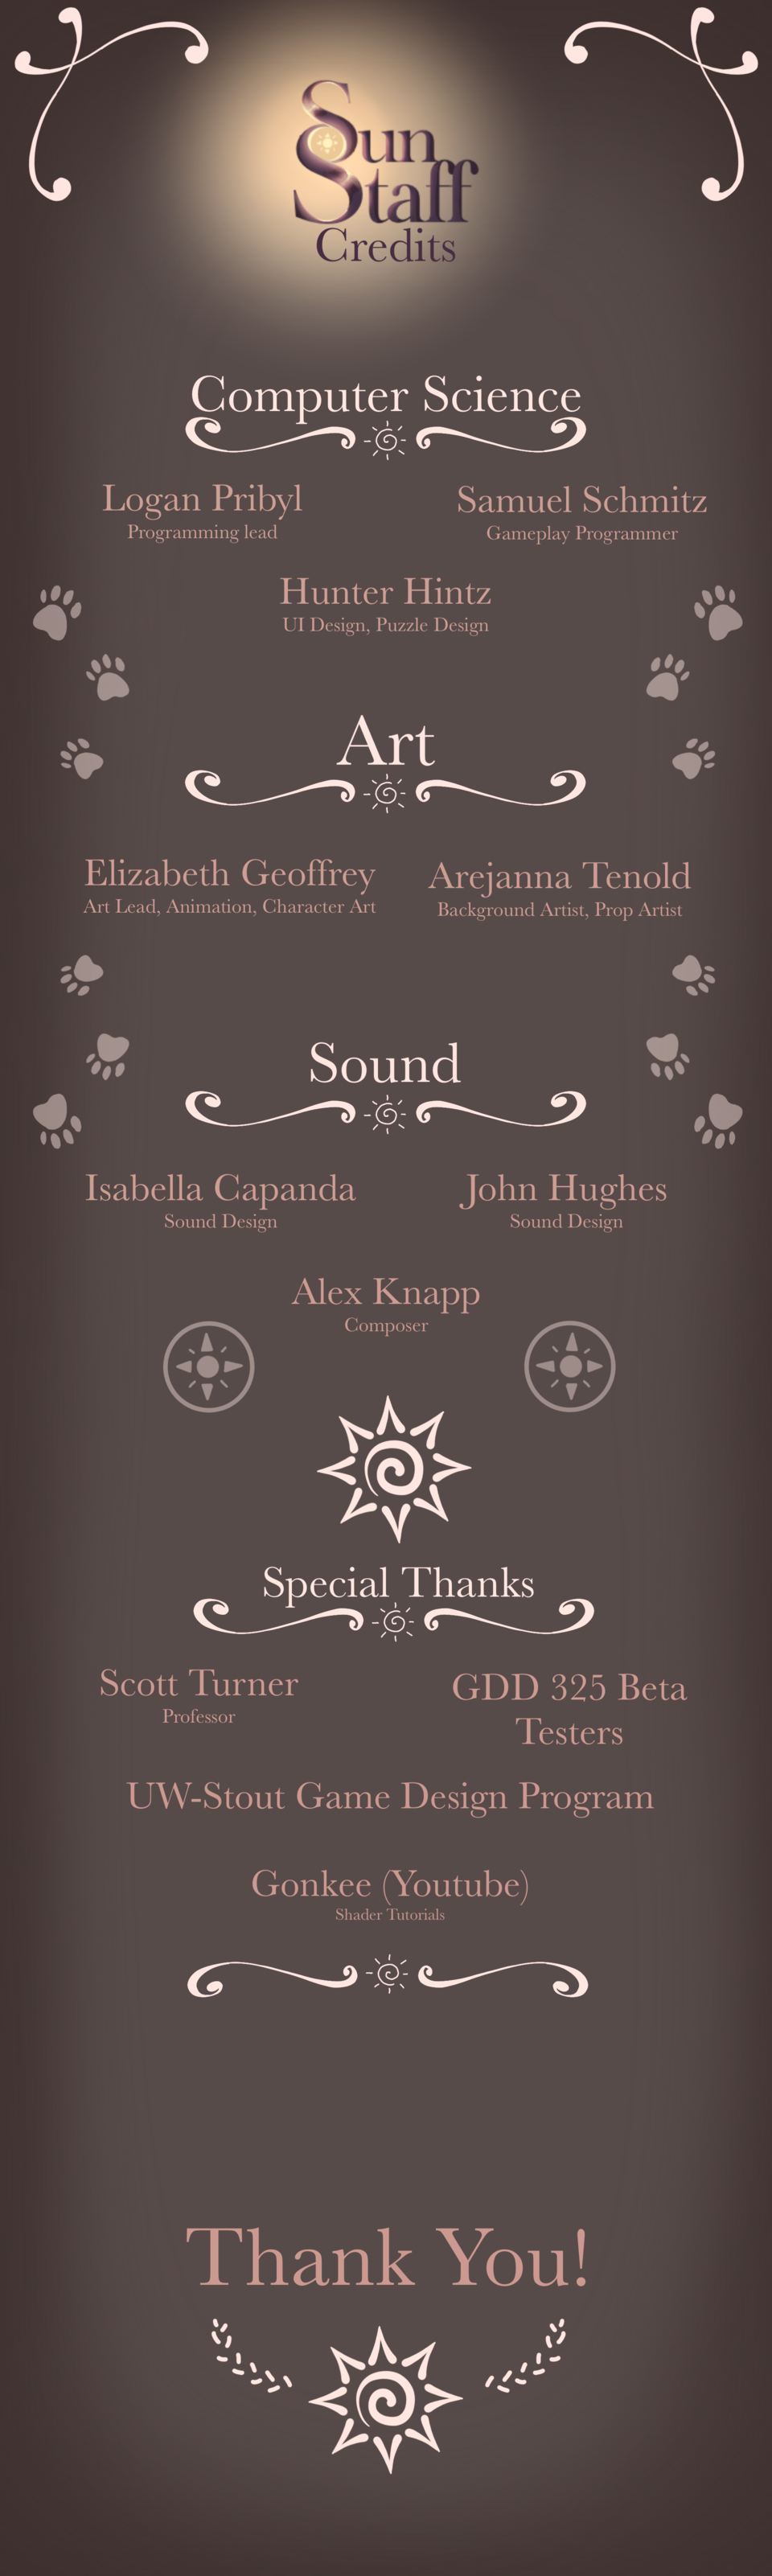 Sun
Staff
Credits
Computer Science
Logan Pribyl
Programming lead
Samuel Schmitz
Gameplay Programmer
Hunter Hintz
UI Design, Puzzle Design
Art
Elizabeth Geoffrey
Art Lead, Animation, Character Art
Arejanna Tenold
Background Artist, Prop Artist
Sound
Isabella Capanda
Sound Design
John Hughes
Sound Design
Alex Knapp
Composer
Special Thanks
Scott Turner
Professor
GDD 325 Beta
Testers
UW-Stout Game Design Program
Gonkee (Youtube)
Shader Tutorials
Thank You!